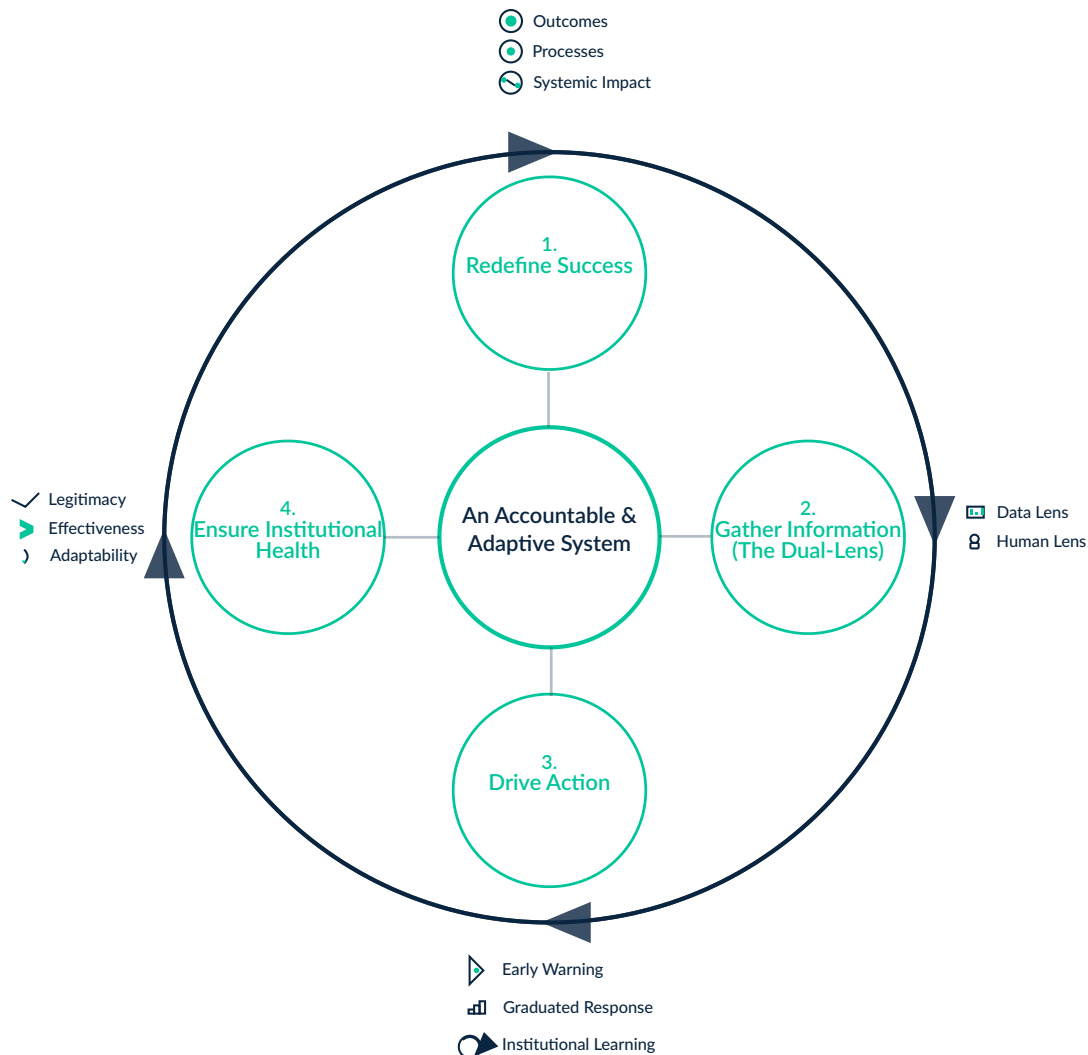 Outcomes
Processes
Systemic Impact
1.
Redefine Success
Legitimacy
Effectiveness
Adaptability
4.
Ensure Institutional
Health
An Accountable &
Adaptive System
2.
Gather Information
(The Dual-Lens)
Data Lens
Human Lens
3.
Drive Action
Early Warning
Graduated Response
Institutional Learning